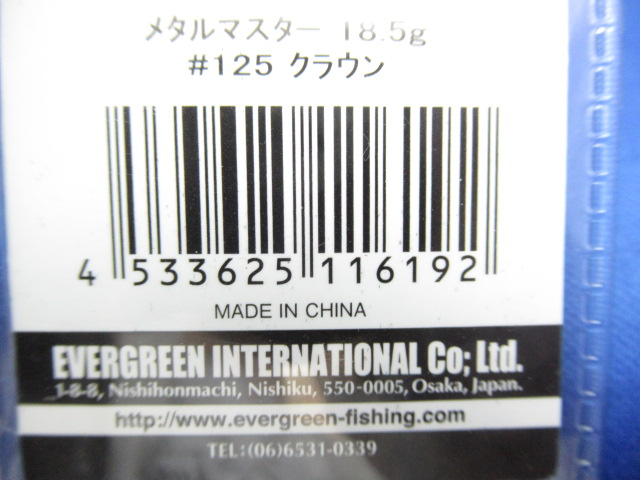 メタルマスター 18.5g
#125 クラウン
4 533625 116192
MADE IN CHINA
EVERGREEN INTERNATIONAL Co; Ltd.
1-8-8, Nishihonmachi, Nishiku, 550-0005, Osaka, Japan.
http://www.evergreen-fishing.com
TEL:(06)6531-0339